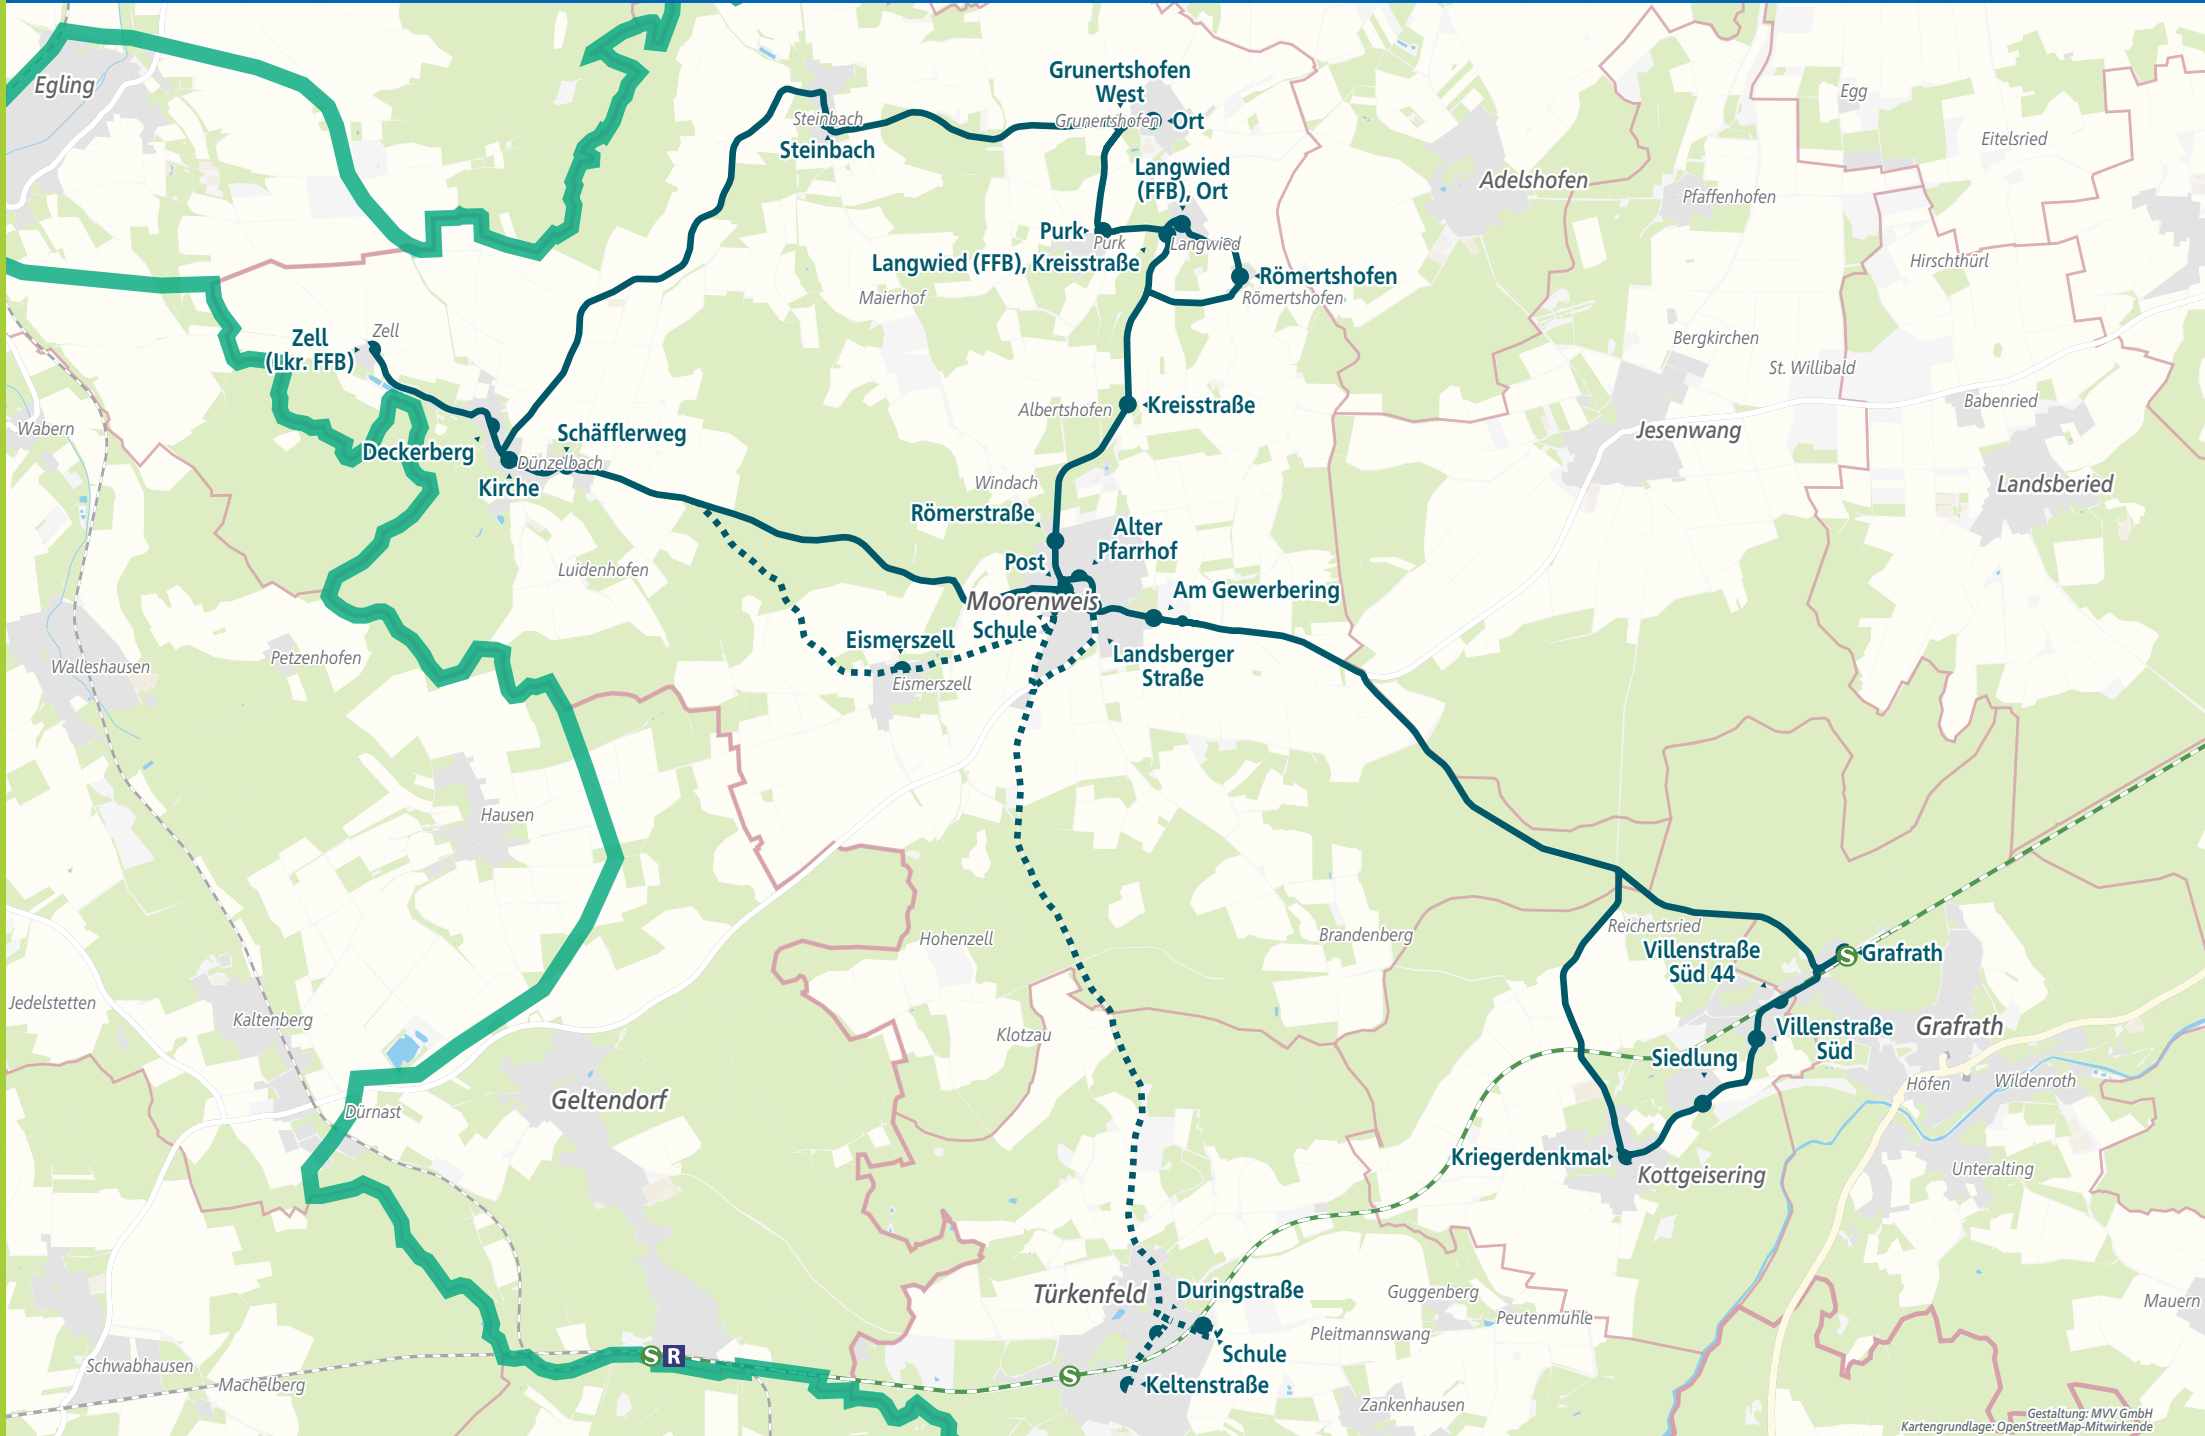 Egling
Grunertshofen
West
Grunertshofen
Ort
Steinbach
Steinbach
Egg
Eitelsried
Langwied
(FFB), Ort
Adelshofen
Pfaffenhofen
Purk
Purk
Langwied
Langwied (FFB), Kreisstraße
Römertshofen
Römertshofen
Hirschthürl
Maierhof
Zell
(Lkr. FFB)
Zell
Bergkirchen
St. Willibald
Babenried
Wabern
Albertshofen
Kreisstraße
Jesenwang
Deckerberg
Schäfflerweg
Dünzelbach
Kirche
Windach
Landsberied
Römerstraße
Alter
Pfarrhof
Post
Luidenhofen
Am Gewerbering
Moorenweis
Schule
Eismerszell
Eismerszell
Landsberger
Straße
Walleshausen
Petzenhofen
Hausen
Hohenzell
Brandenberg
Reichertsried
Villenstraße
Süd 44
S
Grafrath
Jedelstetten
Kaltenberg
Klotzau
Villenstraße
Süd
Grafrath
Siedlung
Höfen
Wildenroth
Geltendorf
Dürnast
Kriegerdenkmal
Kottgeisering
Unteralting
Türkenfeld
Duringstraße
Guggenberg
Peutenmühle
Mauern
Pleitmannswang
Schule
Schwabhausen
S R
S
Machelberg
Keltenstraße
Zankenhausen
Gestaltung: MVV GmbH
Kartengrundlage: OpenStreetMap-Mitwirkende